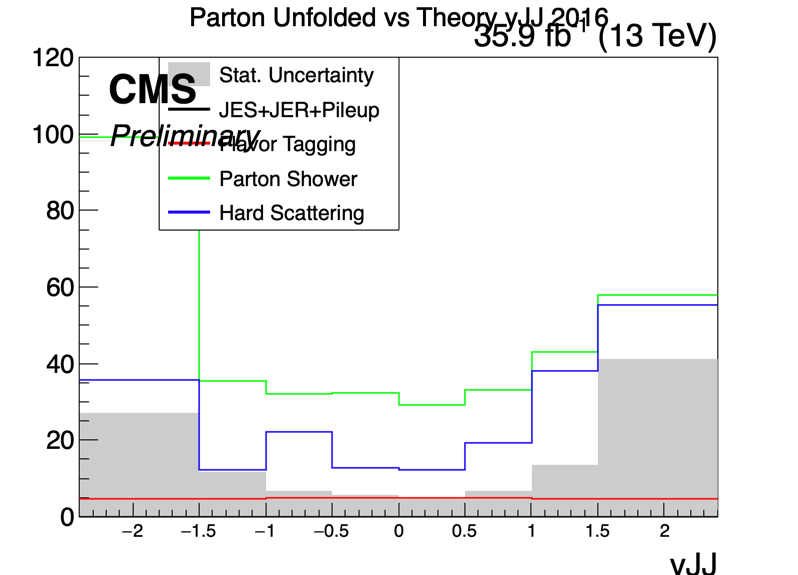 Parton Unfolded vs Theory yJJ 2016
35.9 fb-1 (13 TeV)
CMS
Preliminary
Stat. Uncertainty
JES+JER+Pileup
Flavor Tagging
Parton Shower
Hard Scattering
120
100
80
60
40
20
0
−2 −1.5 −1 −0.5 0 0.5 1 1.5 2
yJJ